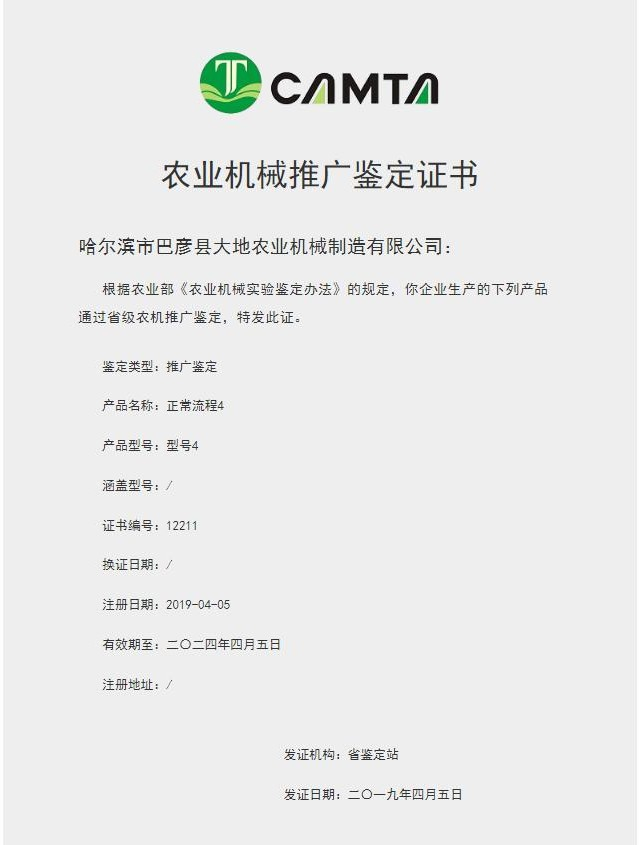 CAMTA
农业机械推广鉴定证书
哈尔滨市巴彦县大地农业机械制造有限公司：
根据农业部《农业机械实验鉴定办法》的规定，你企业生产的下列产品
通过省级农机推广鉴定，特发此证。
鉴定类型：推广鉴定
产品名称：正常流程4
产品型号：型号4
涵盖型号：/
证书编号：12211
换证日期：/
注册日期：2019-04-05
有效期至：二〇二四年四月五日
注册地址：/
发证机构：省鉴定站
发证日期：二〇一九年四月五日